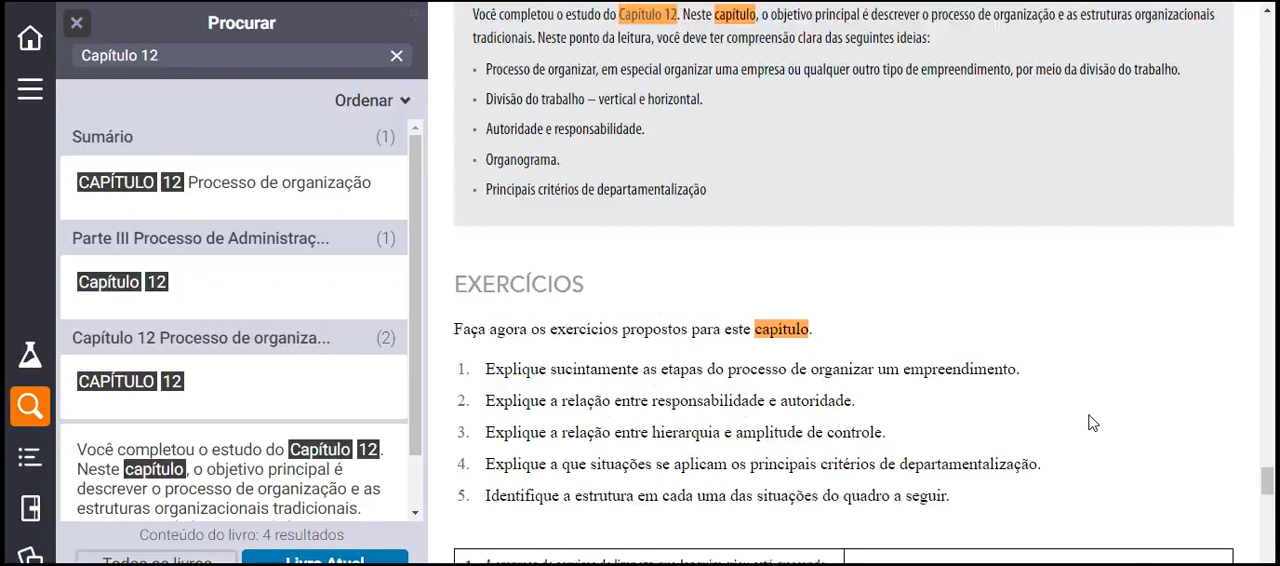 Procurar
Capítulo 12
Ordenar
Sumário (1)
CAPÍTULO 12 Processo de organização
Parte III Processo de Administraç... (1)
Capítulo 12
Capítulo 12 Processo de organiza... (2)
CAPÍTULO 12
Você completou o estudo do Capítulo 12.
Neste capítulo, o objetivo principal é
descrever o processo de organização e as
estruturas organizacionais tradicionais.
Conteúdo do livro: 4 resultados
Todos os livros
Livro Atual
Você completou o estudo do Capítulo 12. Neste capítulo, o objetivo principal é descrever o processo de organização e as estruturas organizacionais
tradicionais. Neste ponto da leitura, você deve ter compreensão clara das seguintes ideias:
• Processo de organizar, em especial organizar uma empresa ou qualquer outro tipo de empreendimento, por meio da divisão do trabalho.
• Divisão do trabalho – vertical e horizontal.
• Autoridade e responsabilidade.
• Organograma.
• Principais critérios de departamentalização
EXERCÍCIOS
Faça agora os exercícios propostos para este capítulo.
1. Explique sucintamente as etapas do processo de organizar um empreendimento.
2. Explique a relação entre responsabilidade e autoridade.
3. Explique a relação entre hierarquia e amplitude de controle.
4. Explique a que situações se aplicam os principais critérios de departamentalização.
5. Identifique a estrutura em cada uma das situações do quadro a seguir.